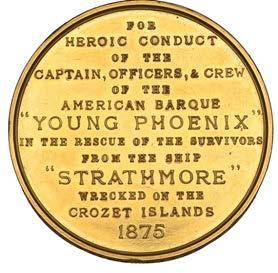 FOR
HEROIC CONDUCT
OF THE
CAPTAIN, OFFICERS, & CREW
OF THE
AMERICAN BARQUE
"YOUNG PHOENIX"
IN THE RESCUE OF THE SURVIVORS
FROM THE SHIP
"STRATHMORE"
WRECKED ON THE
CROZET ISLANDS
1875